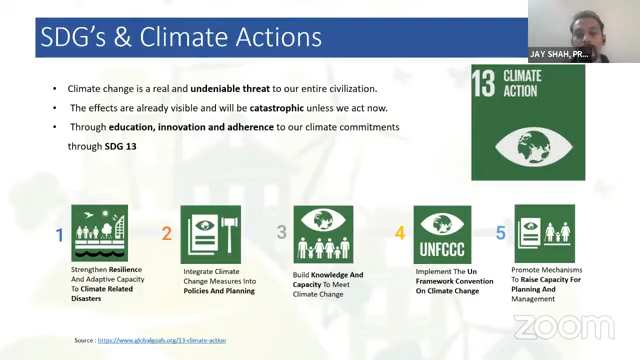 SDG's & Climate Actions
JAY SHAH, PR...
• Climate change is a real and undeniable threat to our entire civilization.
• The effects are already visible and will be catastrophic unless we act now.
• Through education, innovation and adherence to our climate commitments
through SDG 13
13 CLIMATE
ACTION
1
Strengthen Resilience
And Adaptive Capacity
To Climate Related
Disasters
2
Integrate Climate
Change Measures Into
Policies And Planning
3
Build Knowledge And
Capacity To Meet
Climate Change
4
UNFCCC
Implement The Un
Framework Convention
On Climate Change
5
Promote Mechanisms
To Raise Capacity For
Planning And
Management
Source : https://www.globalgoals.org/13-climate-action
zoom